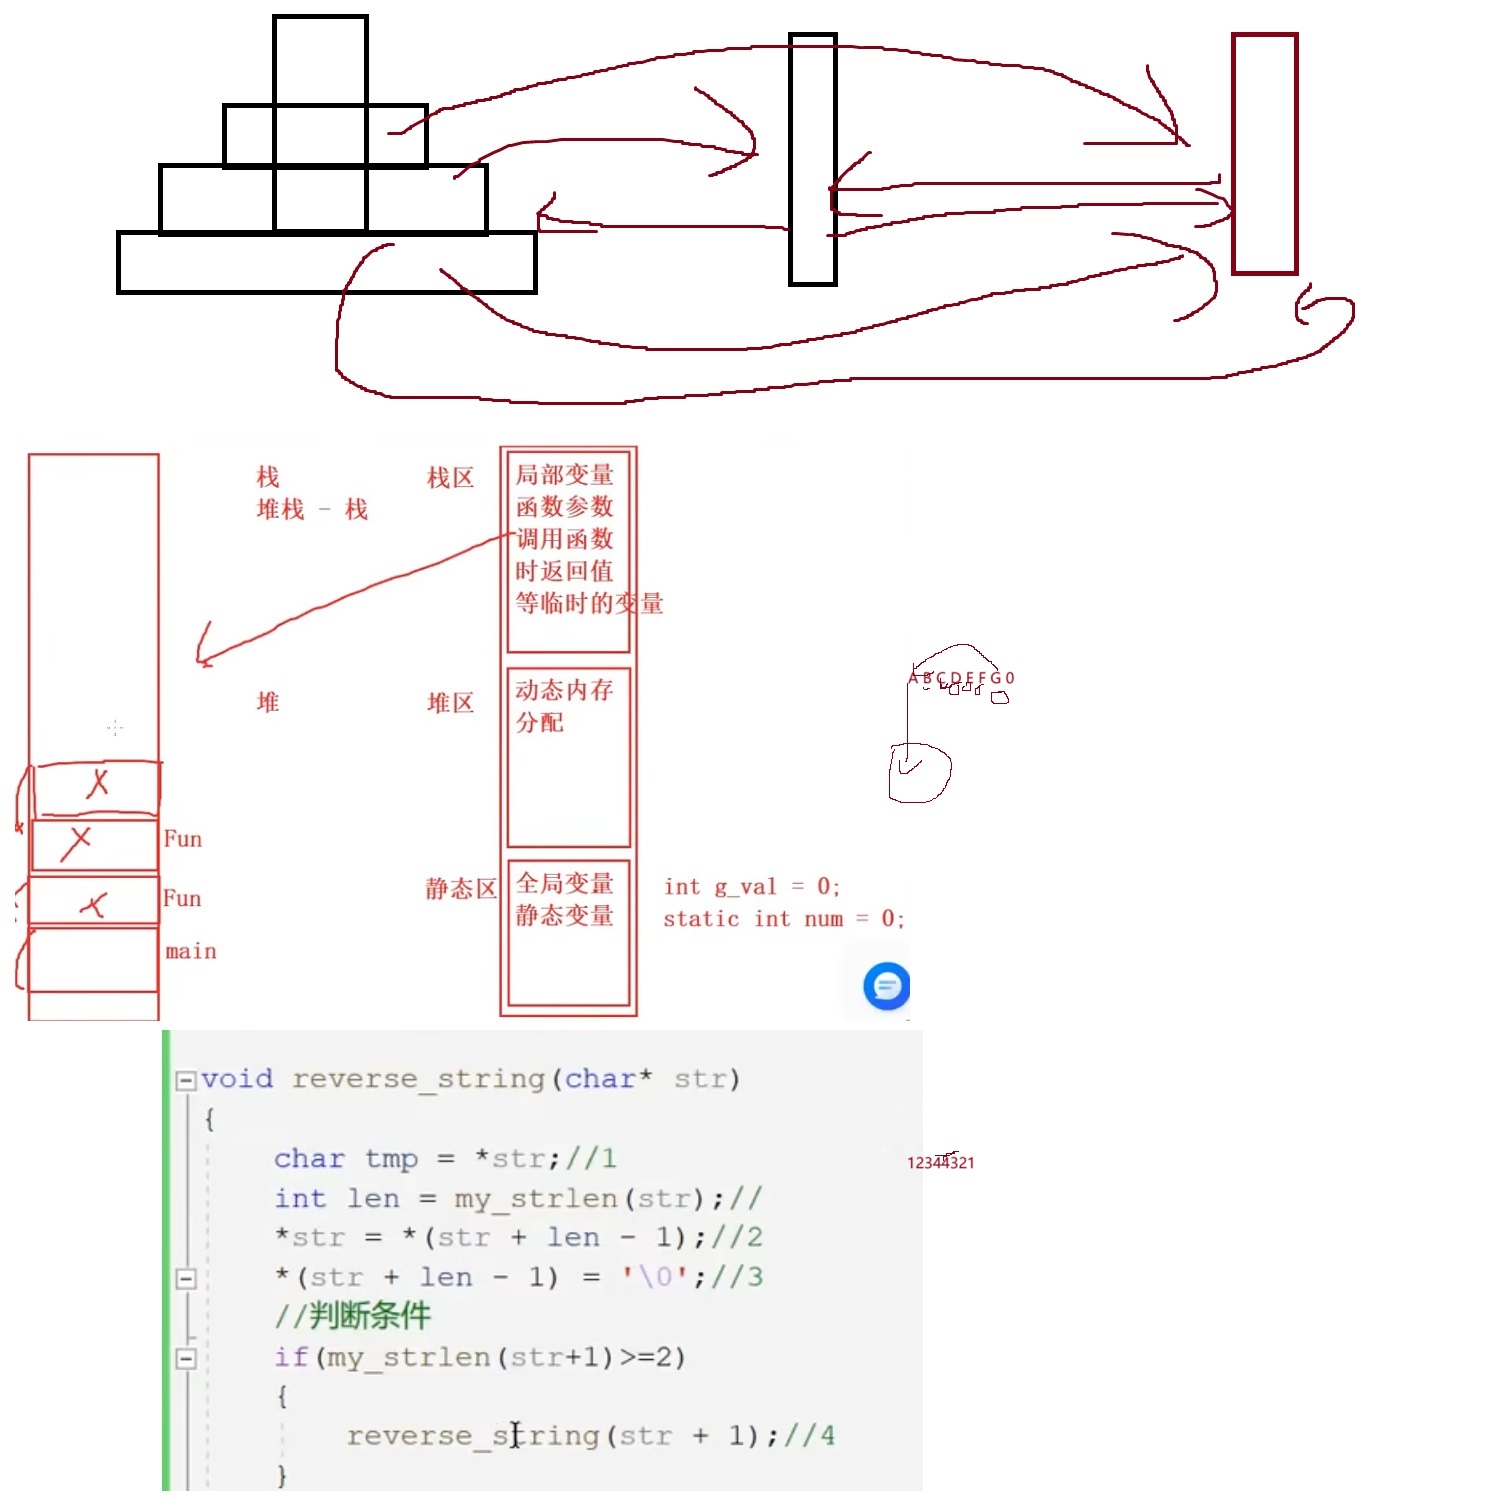 栈 栈区 局部变量
堆栈 - 栈 函数参数
调用函数
时返回值
等临时的变量
ABCDEFG0
堆 堆区 动态内存
分配
X
X Fun
x Fun
main
静态区 全局变量 int g_val = 0;
静态变量 static int num = 0;
void reverse_string(char* str)
{
char tmp = *str;//1
12344321
int len = my_strlen(str);//
*str = *(str + len - 1);//2
*(str + len - 1) = '\0';//3
//判断条件
if(my_strlen(str+1)>=2)
{
reverse_string(str + 1);//4
}